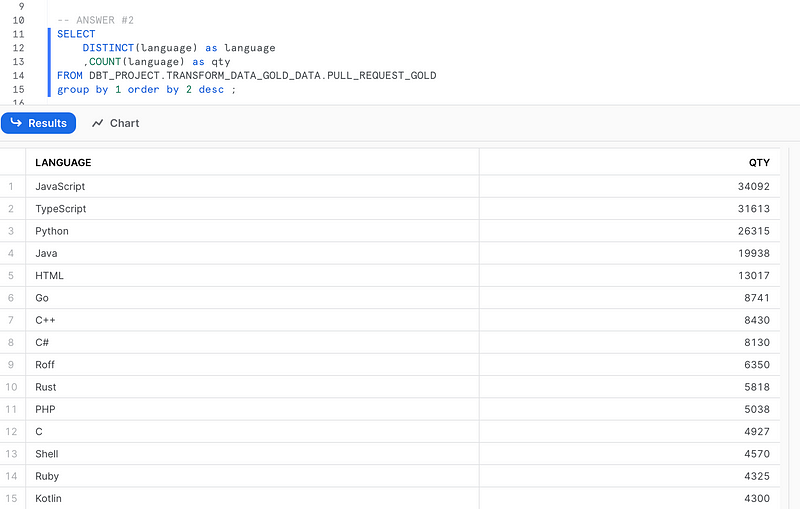 9
10 -- ANSWER #2
11 SELECT
12 DISTINCT(language) as language
13 ,COUNT(language) as qty
14 FROM DBT_PROJECT.TRANSFORM_DATA_GOLD_DATA.PULL_REQUEST_GOLD
15 group by 1 order by 2 desc ;
16
Results Chart
LANGUAGE QTY
1 JavaScript 34092
2 TypeScript 31613
3 Python 26315
4 Java 19938
5 HTML 13017
6 Go 8741
7 C++ 8430
8 C# 8130
9 Roff 6350
10 Rust 5818
11 PHP 5038
12 C 4927
13 Shell 4570
14 Ruby 4325
15 Kotlin 4300